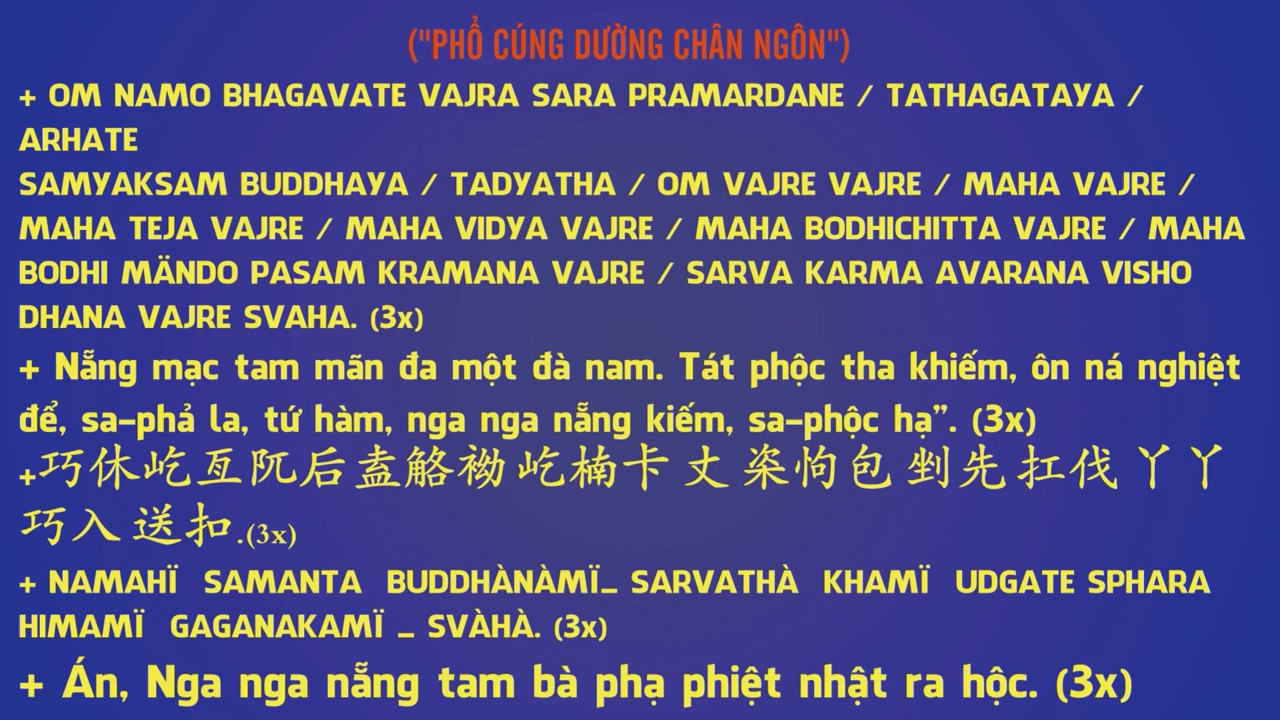 ("PHỔ CÚNG DƯỜNG CHÂN NGÔN")
+ OM NAMO BHAGAVATE VAJRA SARA PRAMARDANE / TATHAGATAYA /
ARHATE
SAMYAKSAM BUDDHAYA / TADYATHA / OM VAJRE VAJRE / MAHA VAJRE /
MAHA TEJA VAJRE / MAHA VIDYA VAJRE / MAHA BODHICHITTA VAJRE / MAHA
BODHI MÄNDO PASAM KRAMANA VAJRE / SARVA KARMA AVARANA VISHO
DHANA VAJRE SVAHA. (3x)
+ Nẵng mạc tam mãn đa một đà nam. Tát phộc tha khiếm, ôn ná nghiệt
để, sa-phả la, tứ hàm, nga nga nẵng kiếm, sa-phộc hạ”. (3x)
+巧休屹亙阢后盍觡袎 屹楠卡 丈 栥怐包 剉先 扛伐 丫丫
巧入 送扣.(3x)
+ NAMAHÏ SAMANTA BUDDHÀNÀMÏ_ SARVATHÀ KHAMÏ UDGATE SPHARA
HIMAMÏ GAGANAKAMÏ _ SVÀHÀ. (3x)
+ Án, Nga nga nẵng tam bà phạ phiệt nhật ra hộc. (3x)